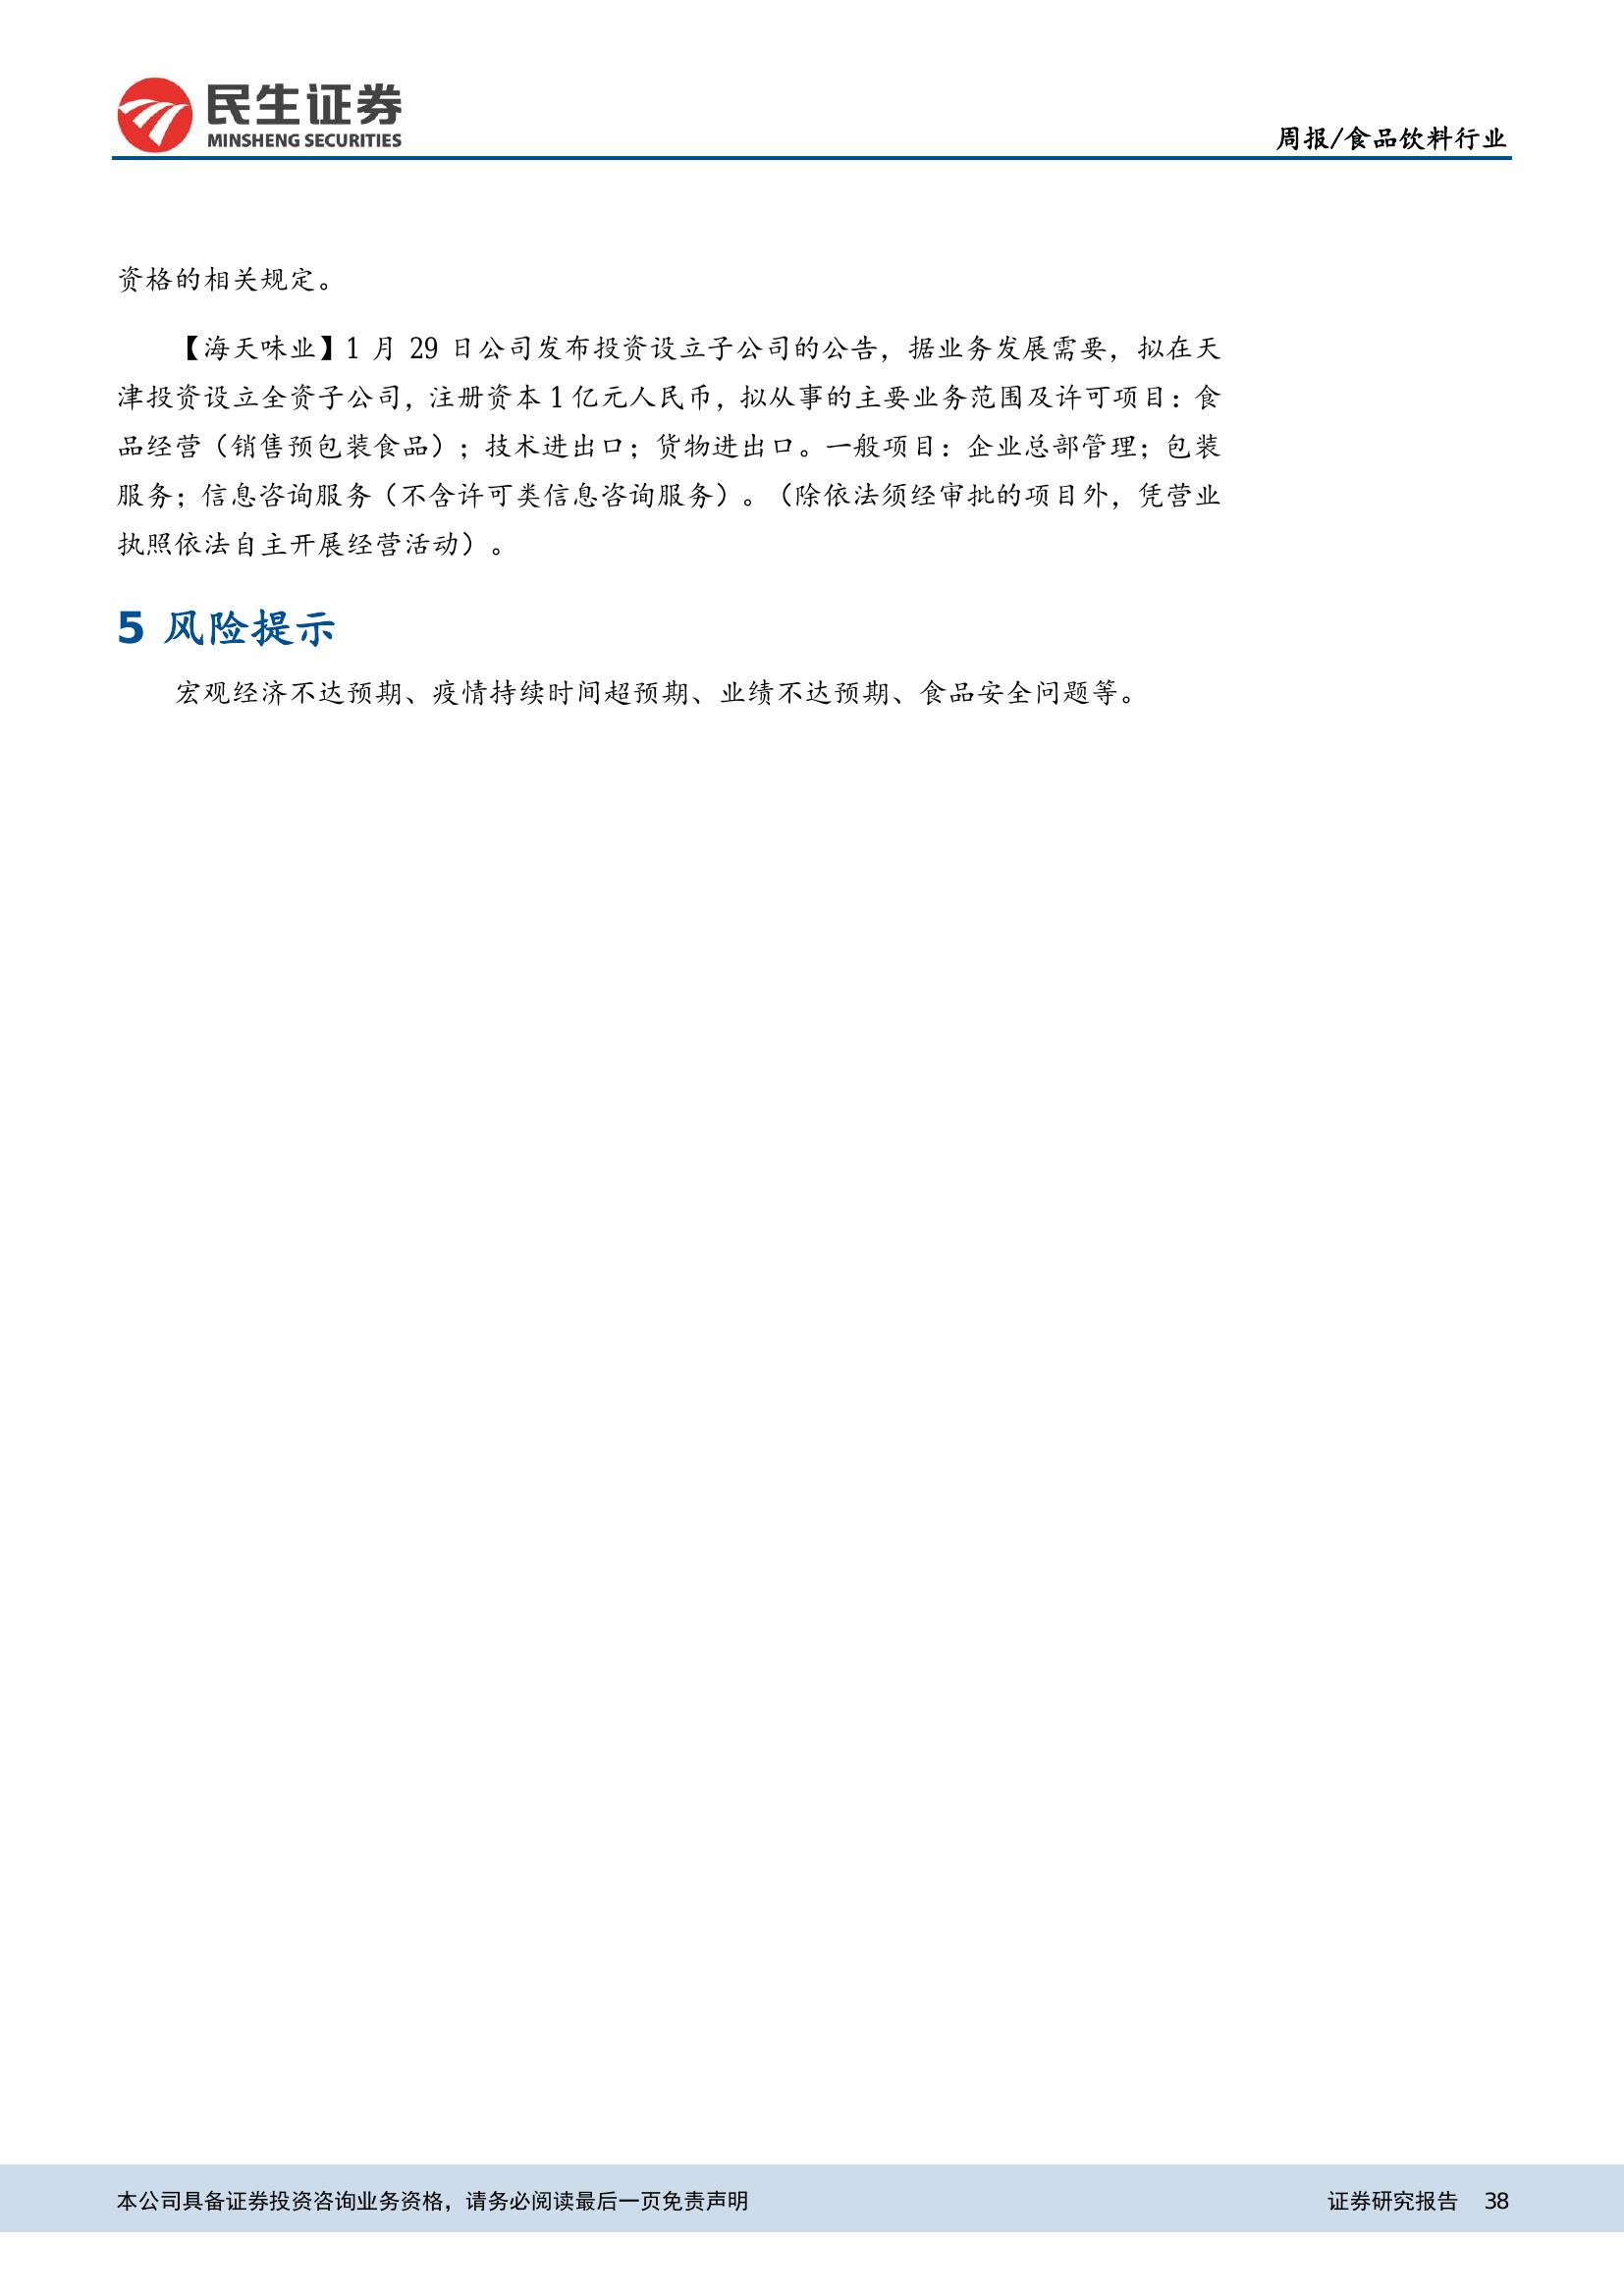 民生证券
MINSHENG SECURITIES
周报/食品饮料行业
资格的相关规定。
【海天味业】1 月 29 日公司发布投资设立子公司的公告，据业务发展需要，拟在天
津投资设立全资子公司，注册资本 1 亿元人民币，拟从事的主要业务范围及许可项目：食
品经营（销售预包装食品）；技术进出口；货物进出口。一般项目：企业总部管理；包装
服务；信息咨询服务（不含许可类信息咨询服务）。（除依法须经审批的项目外，凭营业
执照依法自主开展经营活动）。
5 风险提示
宏观经济不达预期、疫情持续时间超预期、业绩不达预期、食品安全问题等。
本公司具备证券投资咨询业务资格，请务必阅读最后一页免责声明
证券研究报告 38